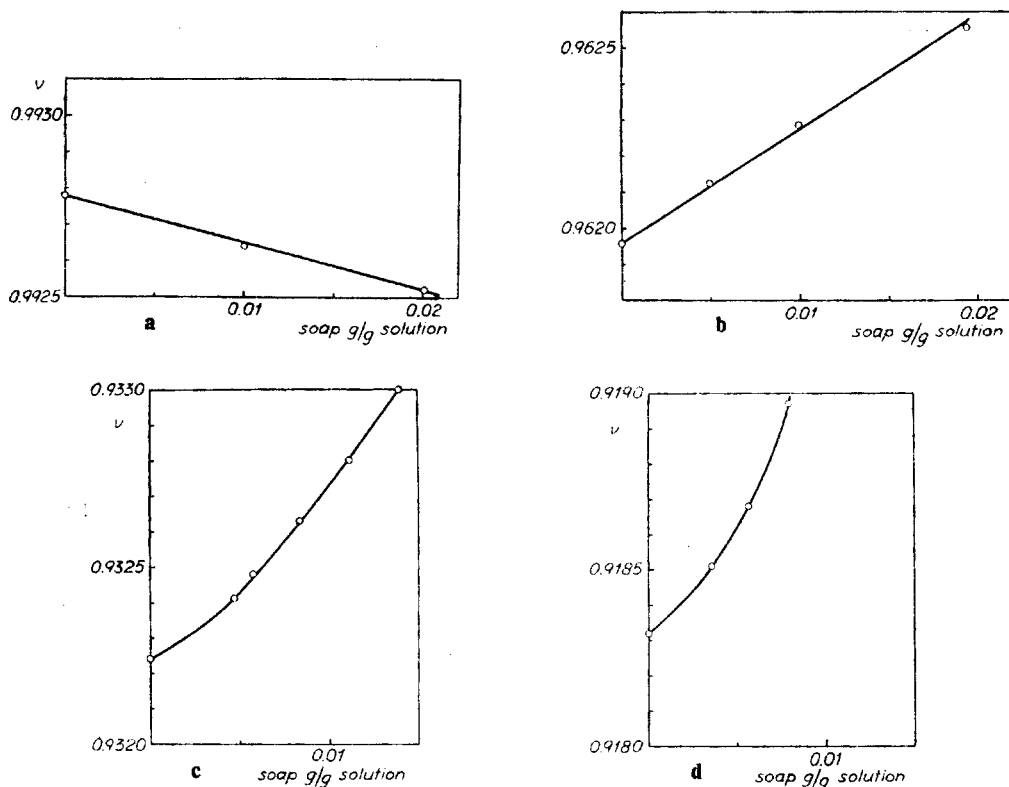 ν
0.9930
0.9925
0.01
0.02
a
soap g/g solution
0.9625
0.9620
0.01
0.02
b
soap g/g solution
0.9330
ν
0.9325
0.9320
0.01
c
soap g/g solution
0.9190
ν
0.9185
0.9180
0.01
d
soap g/g solution